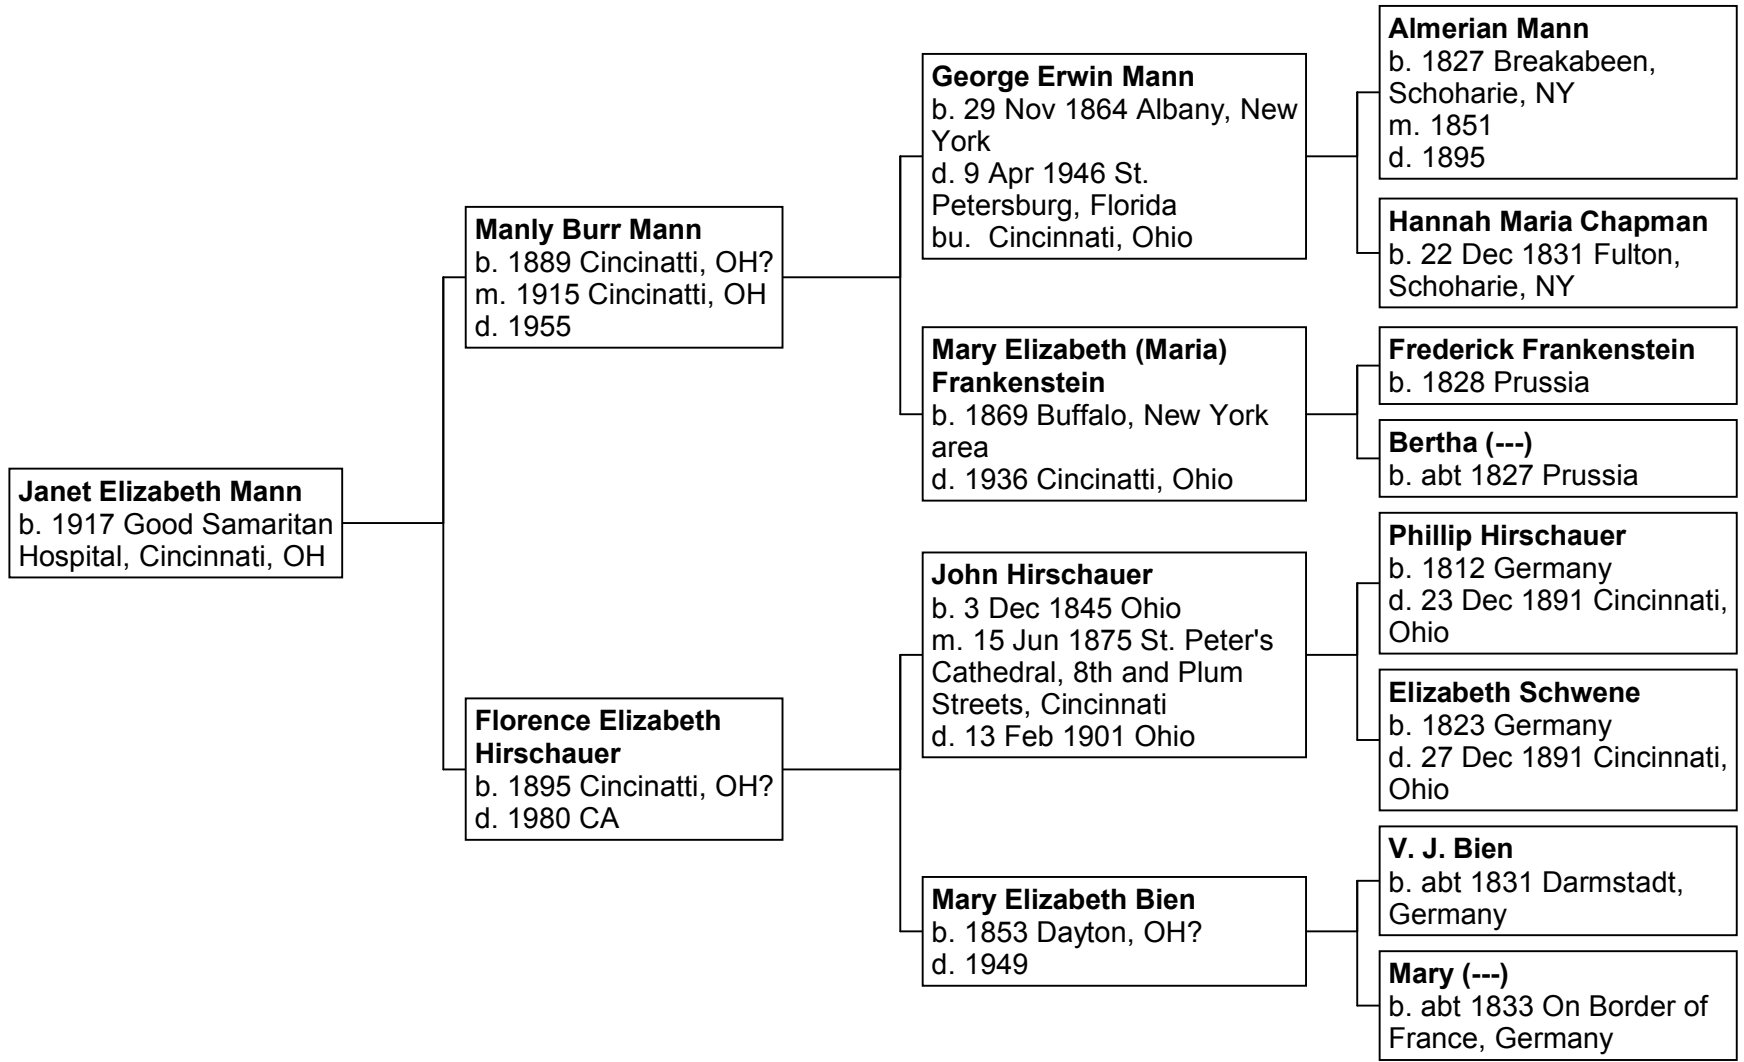 Janet Elizabeth Mann
b. 1917 Good Samaritan
Hospital, Cincinnati, OH
Manly Burr Mann
b. 1889 Cincinatti, OH?
m. 1915 Cincinatti, OH
d. 1955
Florence Elizabeth
Hirschauer
b. 1895 Cincinatti, OH?
d. 1980 CA
George Erwin Mann
b. 29 Nov 1864 Albany, New
York
d. 9 Apr 1946 St.
Petersburg, Florida
bu.  Cincinnati, Ohio
Mary Elizabeth (Maria)
Frankenstein
b. 1869 Buffalo, New York
area
d. 1936 Cincinatti, Ohio
John Hirschauer
b. 3 Dec 1845 Ohio
m. 15 Jun 1875 St. Peter's
Cathedral, 8th and Plum
Streets, Cincinnati
d. 13 Feb 1901 Ohio
Mary Elizabeth Bien
b. 1853 Dayton, OH?
d. 1949
Almerian Mann
b. 1827 Breakabeen,
Schoharie, NY
m. 1851
d. 1895
Hannah Maria Chapman
b. 22 Dec 1831 Fulton,
Schoharie, NY
Frederick Frankenstein
b. 1828 Prussia
Bertha (---)
b. abt 1827 Prussia
Phillip Hirschauer
b. 1812 Germany
d. 23 Dec 1891 Cincinnati,
Ohio
Elizabeth Schwene
b. 1823 Germany
d. 27 Dec 1891 Cincinnati,
Ohio
V. J. Bien
b. abt 1831 Darmstadt,
Germany
Mary (---)
b. abt 1833 On Border of
France, Germany